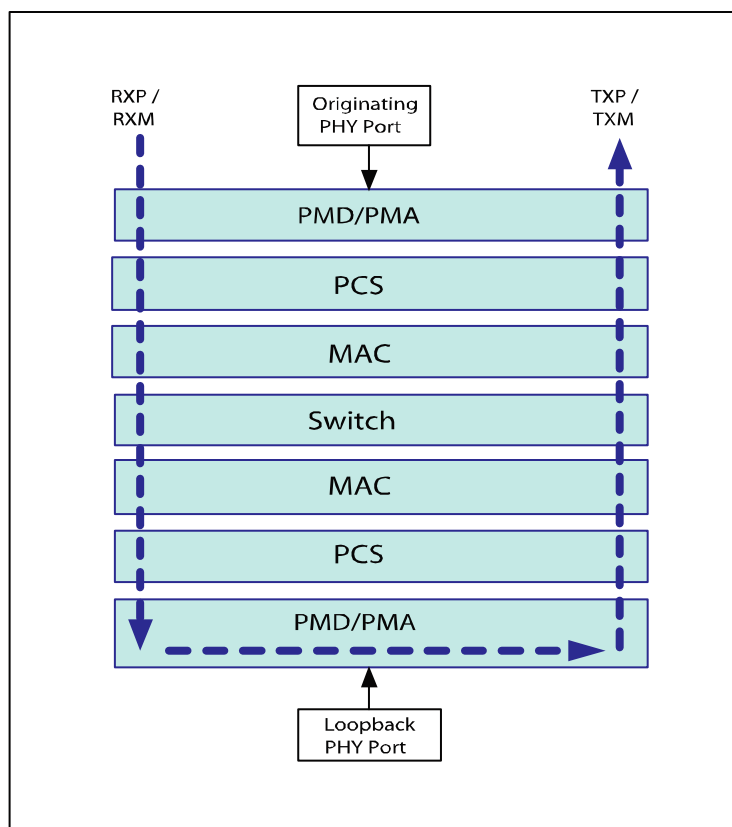 RXP /
RXM
Originating
PHY Port
TXP /
TXM
PMD/PMA
PCS
MAC
Switch
MAC
PCS
PMD/PMA
Loopback
PHY Port